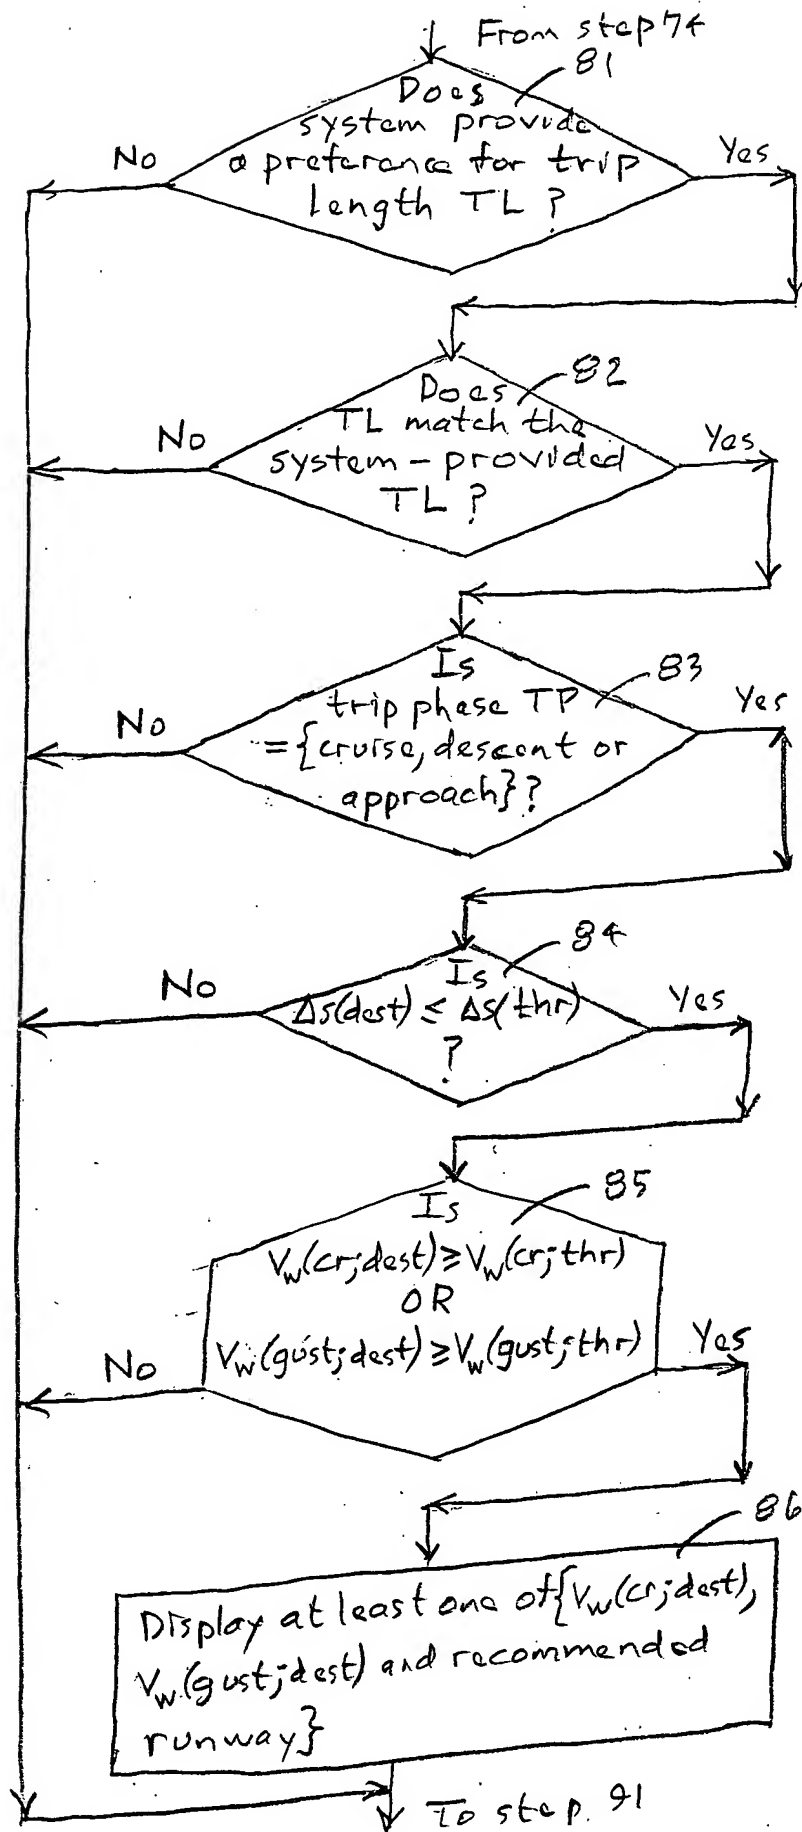 From step 74
81
Does
system provide
a preference for trip
length TL ?
No
Yes
82
Does
TL match the
system-provided
TL ?
No
Yes
83
Is
trip phase TP
={cruise, descent or
approach}?
No
Yes
84
Is
Δs(dest) ≤ Δs(thr)
?
No
Yes
85
Is
Vw(cr;dest) ≥ Vw(cr;thr)
OR
Vw(gust;dest) ≥ Vw(gust;thr)
No
Yes
86
Display at least one of {Vw(cr;dest),
Vw(gust;dest) and recommended
runway}
To step 91